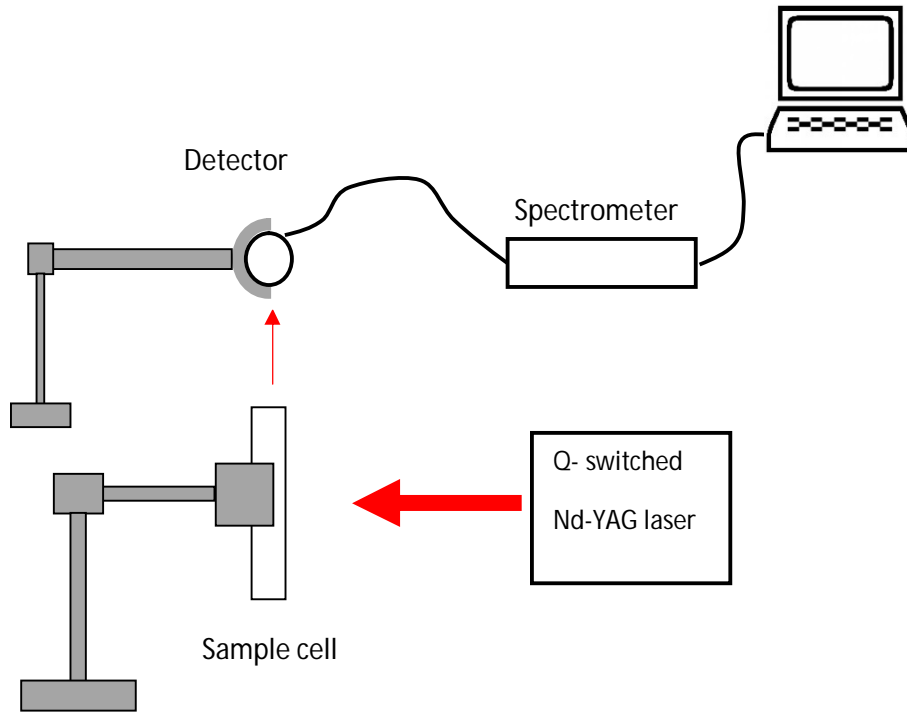 Detector
Spectrometer
Q- switched
Nd-YAG laser
Sample cell